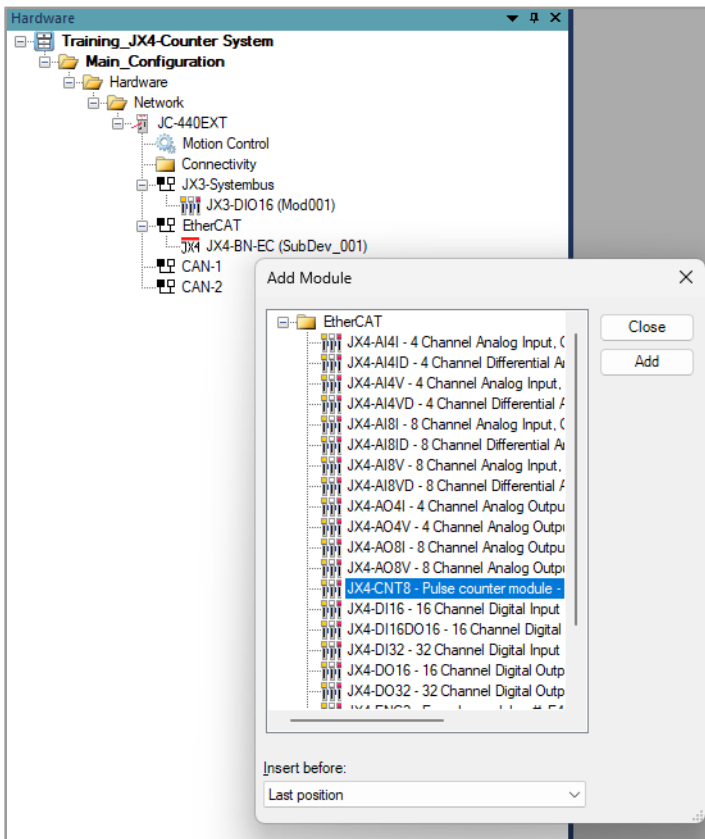 Hardware
Training_JX4-Counter System
Main_Configuration
Hardware
Network
JC-440EXT
Motion Control
Connectivity
JX3-Systembus
JX3-DIO16 (Mod001)
EtherCAT
JX4 JX4-BN-EC (SubDev_001)
CAN-1
CAN-2
Add Module
EtherCAT
JX4-AI4I - 4 Channel Analog Input,
JX4-AI4ID - 4 Channel Differential
JX4-AI4V - 4 Channel Analog Input,
JX4-AI4VD - 4 Channel Differential
JX4-AI8I - 8 Channel Analog Input,
JX4-AI8ID - 8 Channel Differential
JX4-AI8V - 8 Channel Analog Input,
JX4-AI8VD - 8 Channel Differential
JX4-AO4I - 4 Channel Analog Outpu
JX4-AO4V - 4 Channel Analog Outpu
JX4-AO8I - 8 Channel Analog Outpu
JX4-AO8V - 8 Channel Analog Outpu
JX4-CNT8 - Pulse counter module -
JX4-DI16 - 16 Channel Digital Input
JX4-DI16DO16 - 16 Channel Digital
JX4-DI32 - 32 Channel Digital Input
JX4-DO16 - 16 Channel Digital Outp
JX4-DO32 - 32 Channel Digital Outp
Close
Add
Insert before:
Last position